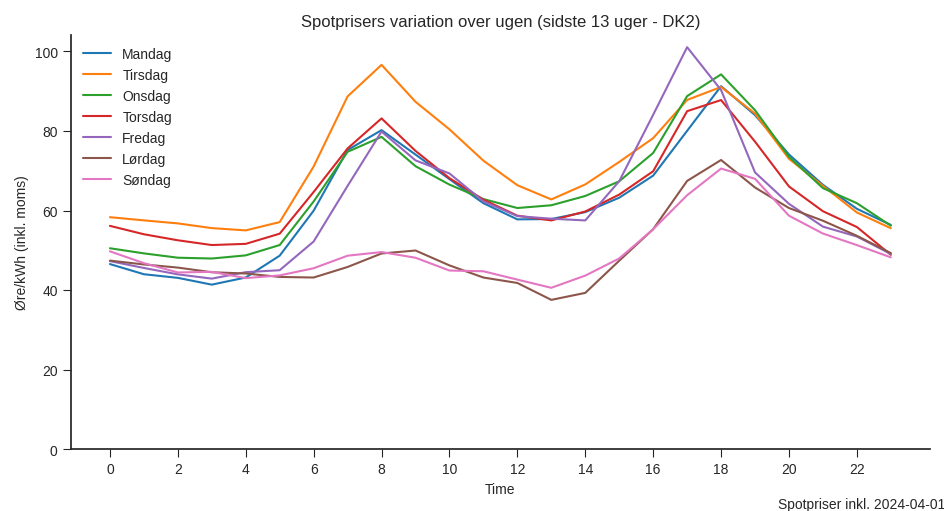 Spotprisers variation over ugen (sidste 13 uger - DK2)
Mandag
Tirsdag
Onsdag
Torsdag
Fredag
Lørdag
Søndag
Øre/kWh (inkl. moms)
100
80
60
40
20
0
0 2 4 6 8 10 12 14 16 18 20 22
Time
Spotpriser inkl. 2024-04-01